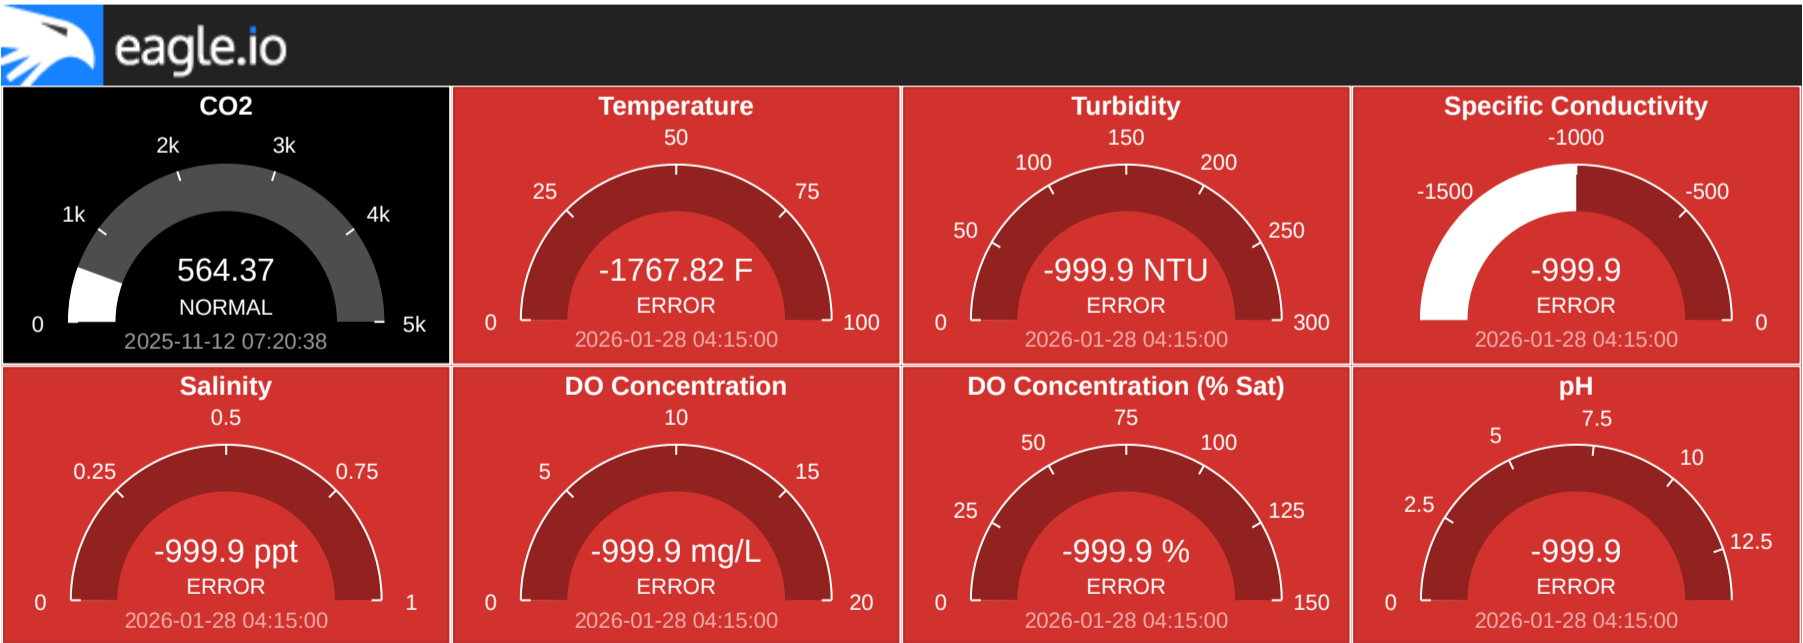 eagle.io
CO2
2k
3k
1k
4k
564.37
NORMAL
0
5k
2025-11-12 07:20:38
Temperature
50
25
75
-1767.82 F
ERROR
0
100
2026-01-28 04:15:00
Turbidity
150
100
200
50
250
-999.9 NTU
ERROR
0
300
2026-01-28 04:15:00
Specific Conductivity
-1000
-1500
-500
-999.9
ERROR
0
2026-01-28 04:15:00
Salinity
0.5
0.25
0.75
-999.9 ppt
ERROR
0
1
2026-01-28 04:15:00
DO Concentration
10
5
15
-999.9 mg/L
ERROR
0
20
2026-01-28 04:15:00
DO Concentration (% Sat)
75
50
100
25
125
-999.9 %
ERROR
0
150
2026-01-28 04:15:00
pH
7.5
5
10
2.5
12.5
-999.9
ERROR
0
2026-01-28 04:15:00